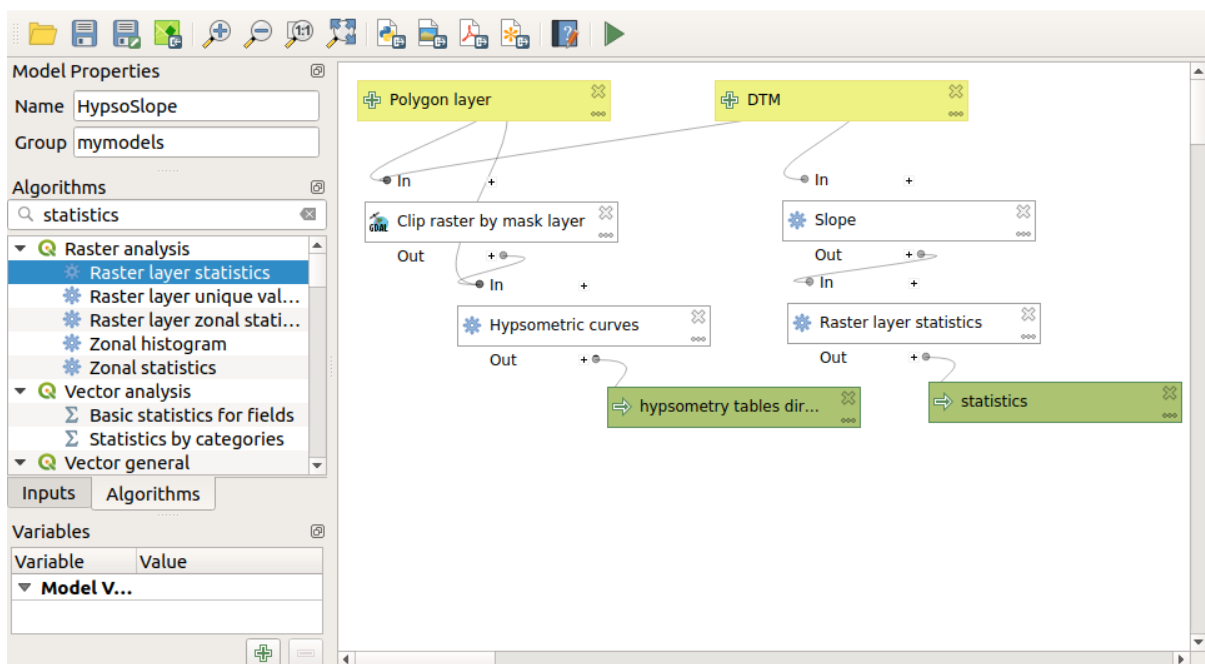 1:1
Model Properties
Name HypsoSlope
Group mymodels
Algorithms
statistics
Raster analysis
Raster layer statistics
Raster layer unique val...
Raster layer zonal stati...
Zonal histogram
Zonal statistics
Vector analysis
Σ Basic statistics for fields
Σ Statistics by categories
Vector general
Inputs Algorithms
Variables
Variable Value
Model V...
Polygon layer
DTM
In +
In +
GDAL Clip raster by mask layer
Slope
Out +
Out +
In +
In +
Hypsometric curves
Raster layer statistics
Out +
Out +
hypsometry tables dir...
statistics